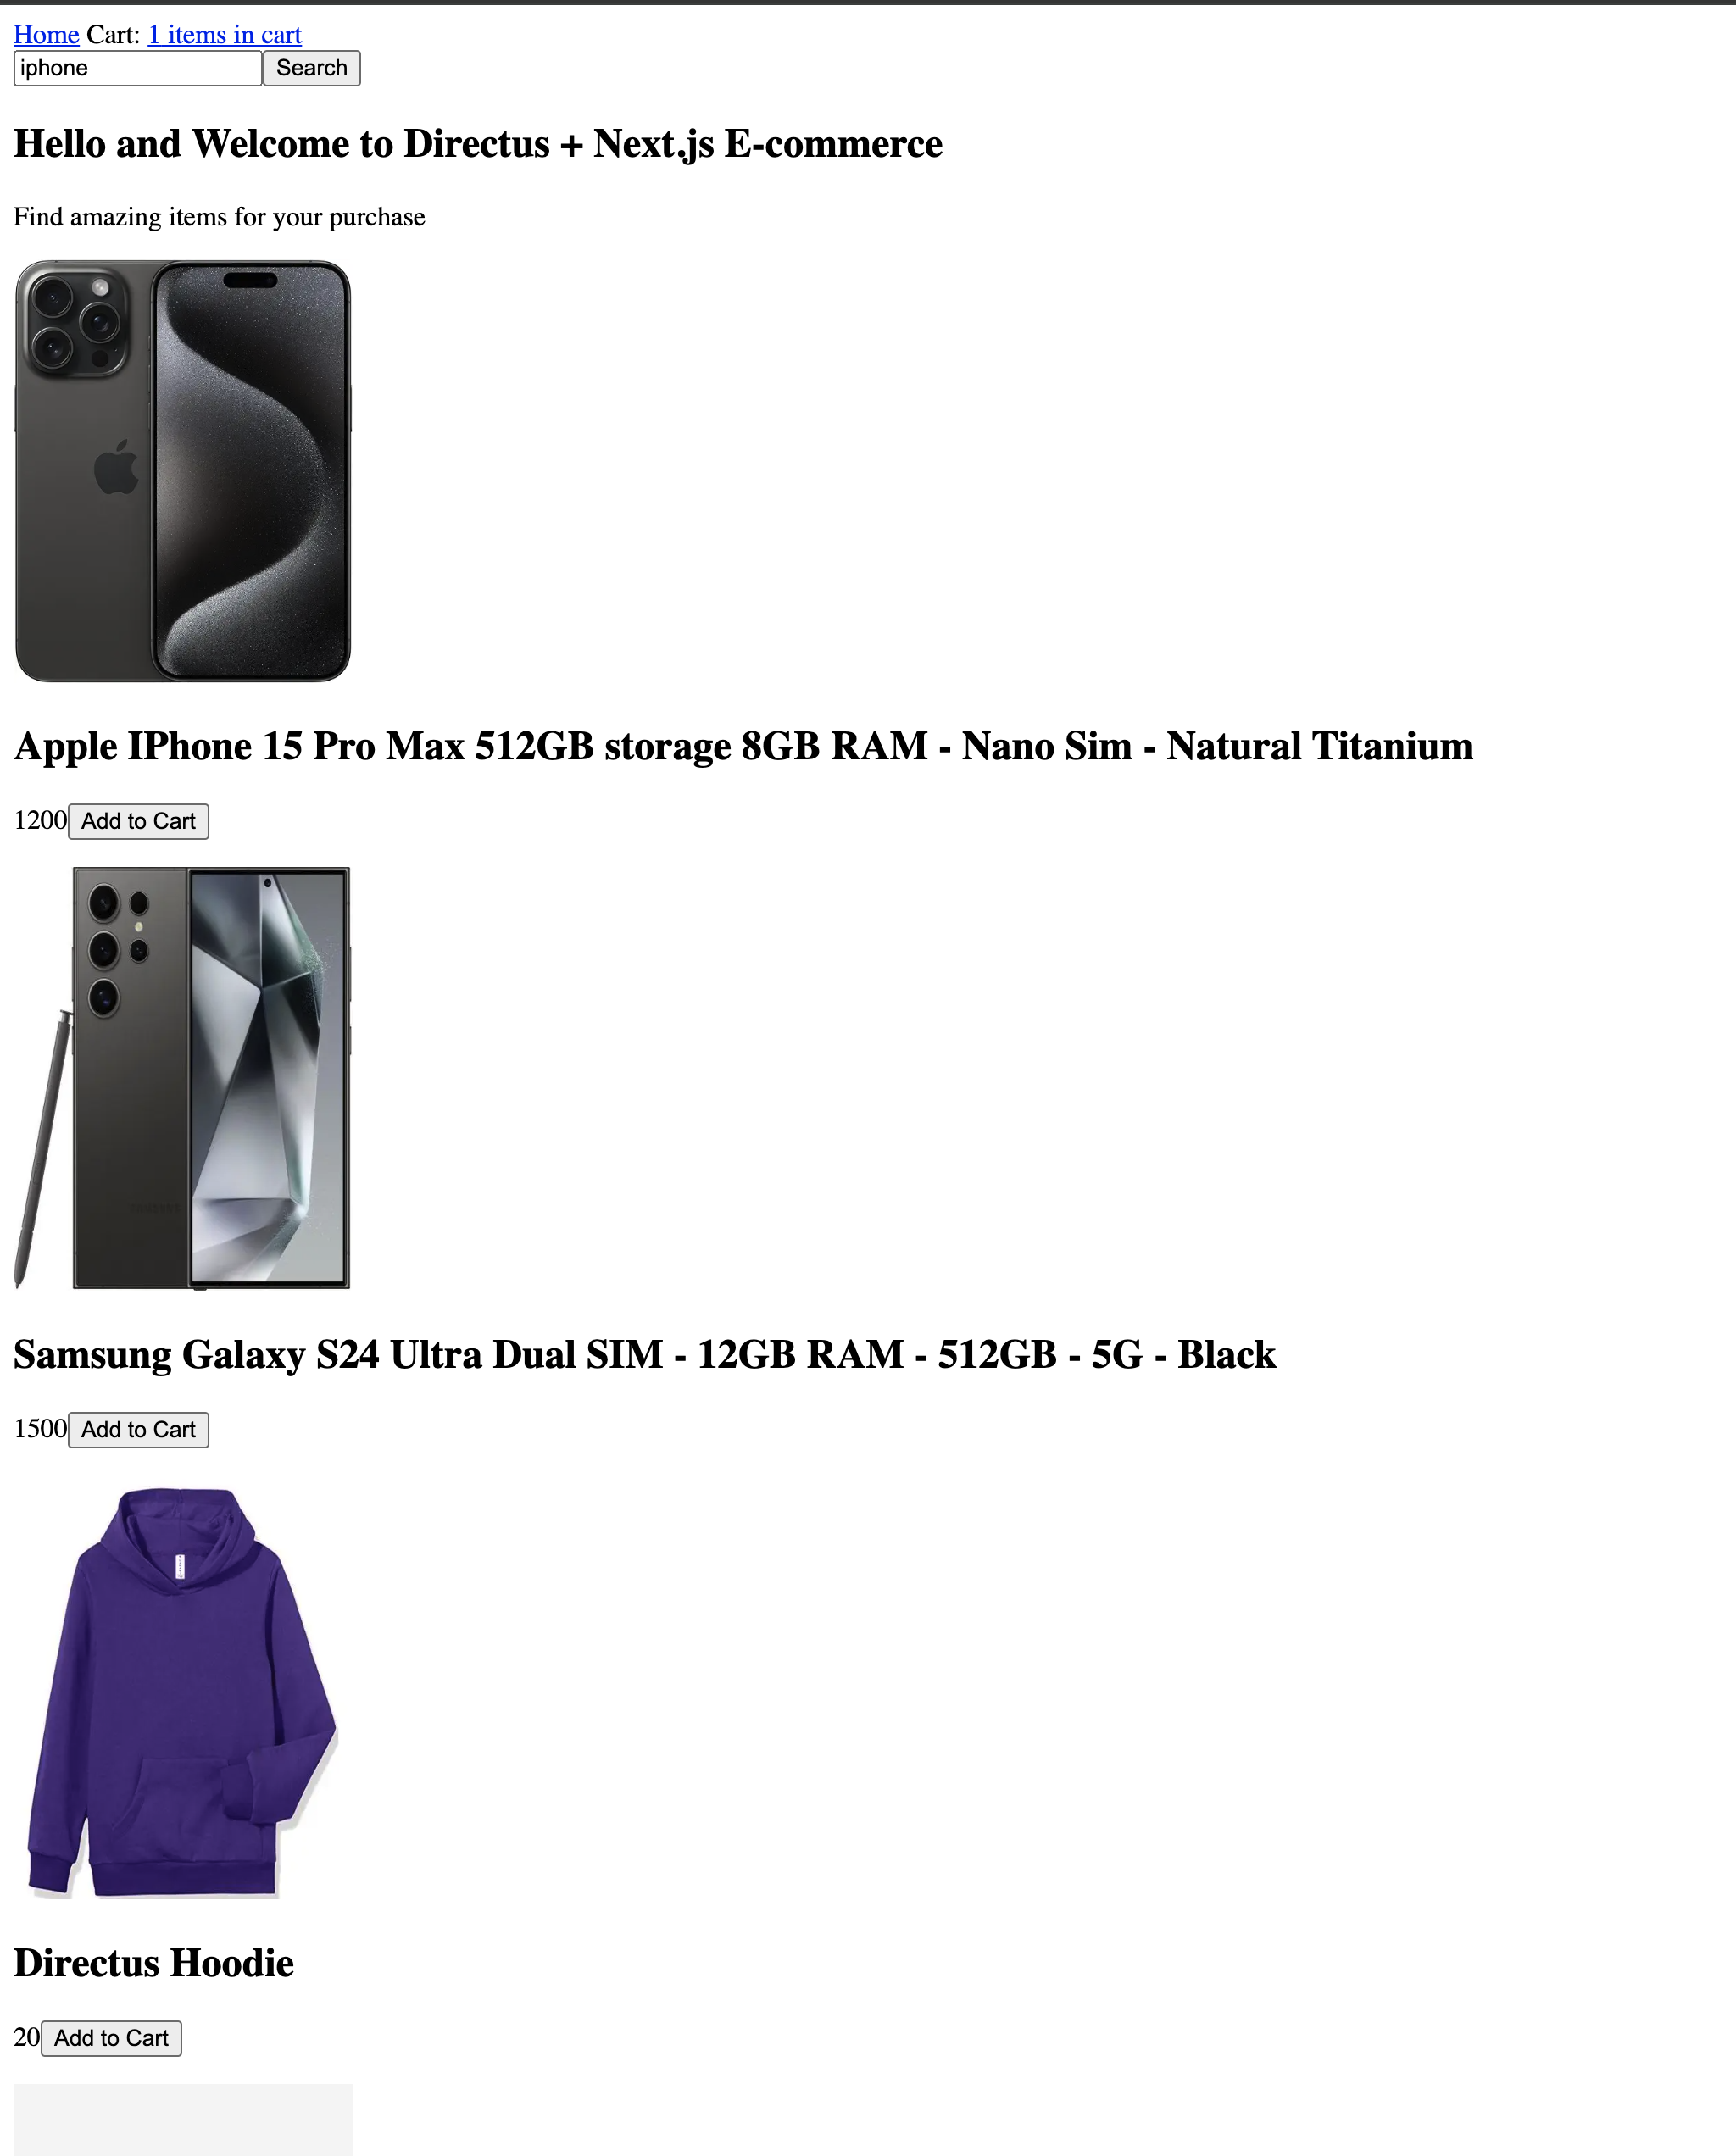 Home Cart: 1 items in cart
iphone Search
Hello and Welcome to Directus + Next.js E-commerce
Find amazing items for your purchase
Apple IPhone 15 Pro Max 512GB storage 8GB RAM - Nano Sim - Natural Titanium
1200 Add to Cart
Samsung Galaxy S24 Ultra Dual SIM - 12GB RAM - 512GB - 5G - Black
1500 Add to Cart
Directus Hoodie
20 Add to Cart